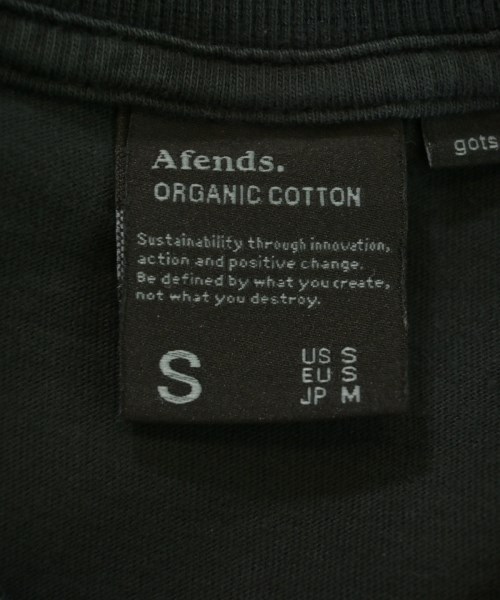 Afends.
ORGANIC COTTON
Sustainability through innovation,
action and positive change.
Be defined by what you create,
not what you destroy.
S
US S
EU S
JP M
gots